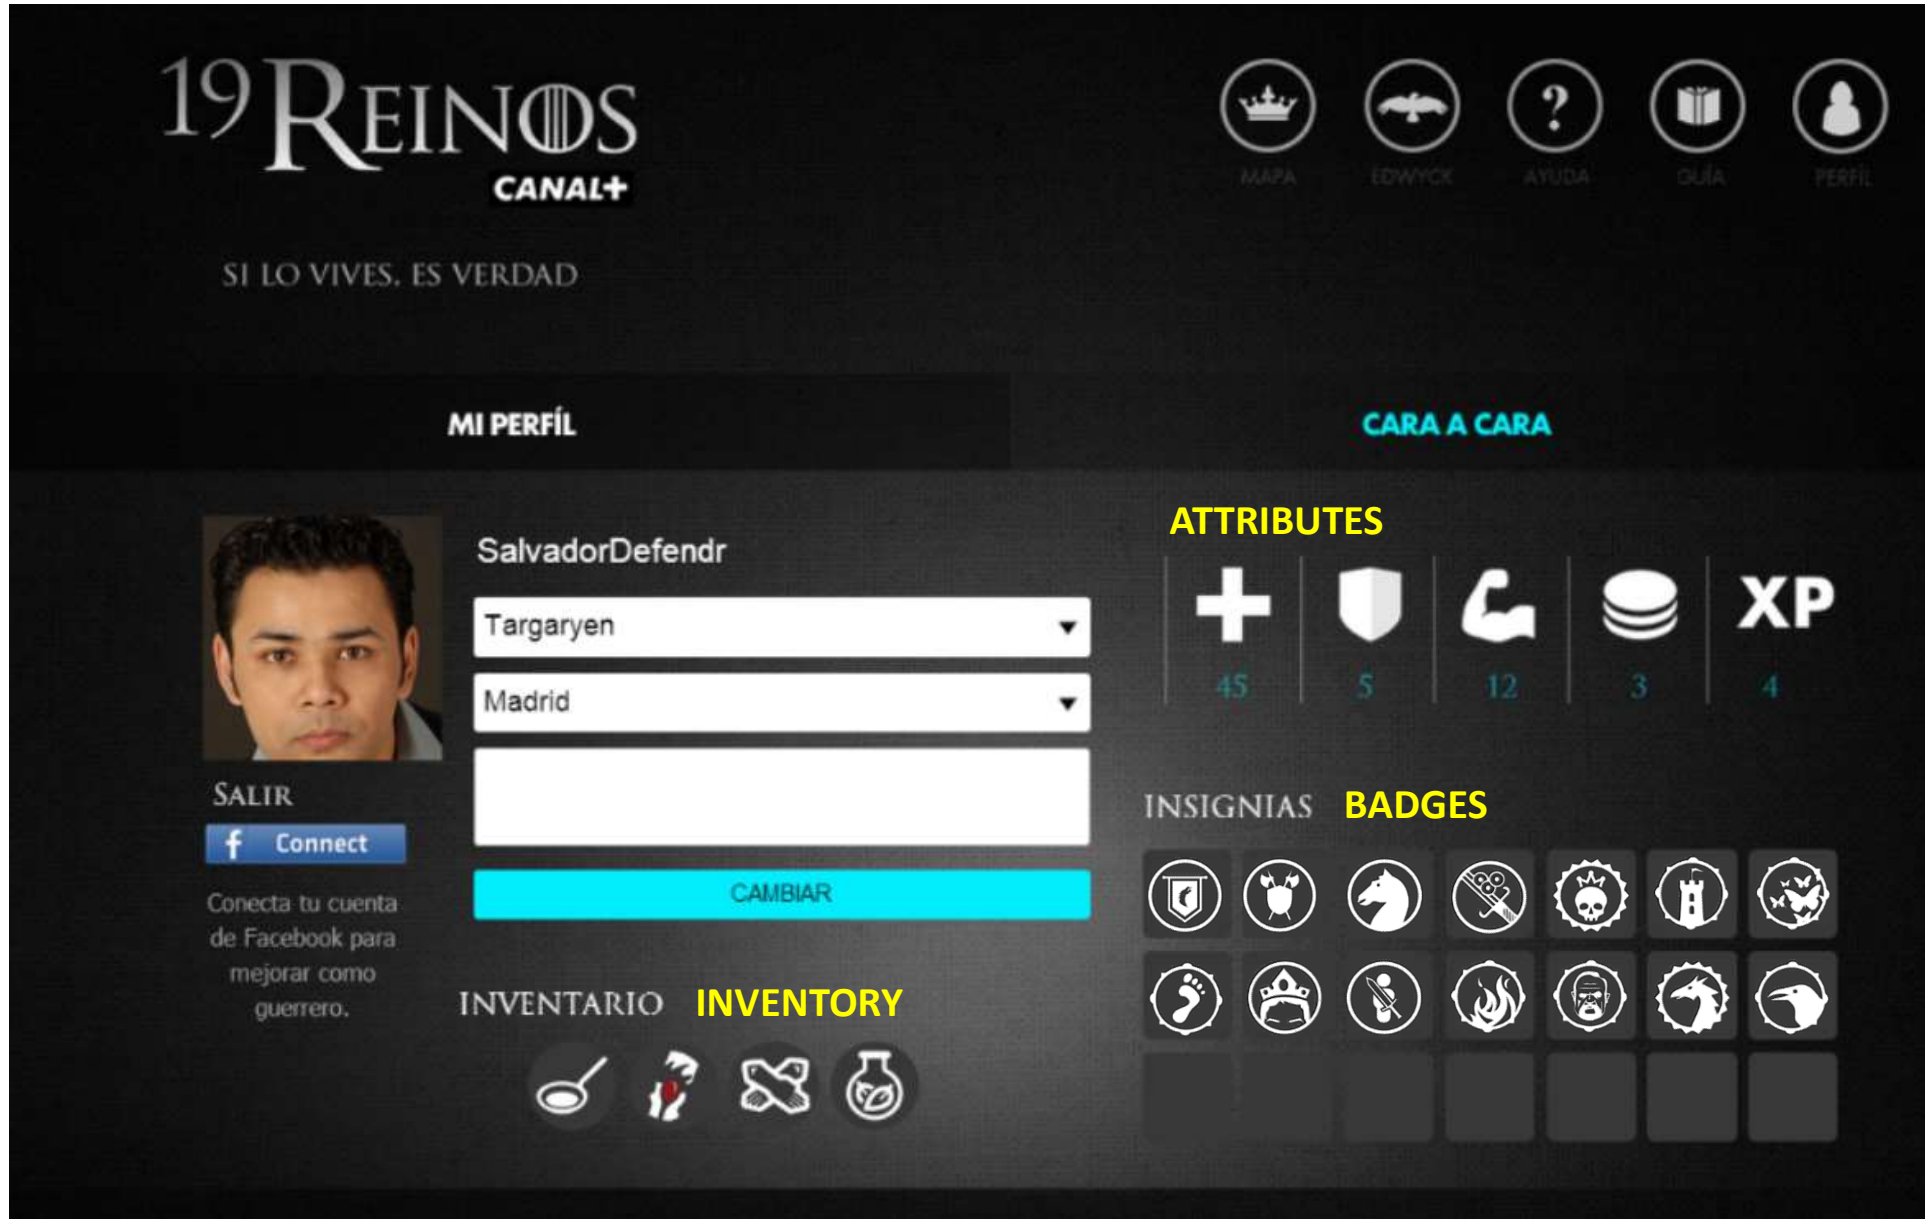 19 REINOS
CANAL+
MAPA
EDWYCK
AYUDA
GUÍA
PERFÍL
SI LO VIVES, ES VERDAD
MI PERFÍL
CARA A CARA
SalvadorDefendr
Targaryen
Madrid
SALIR
f Connect
Conecta tu cuenta
de Facebook para
mejorar como
guerrero.
CAMBIAR
INVENTARIO INVENTORY
ATTRIBUTES
XP
45
5
12
3
4
INSIGNIAS BADGES